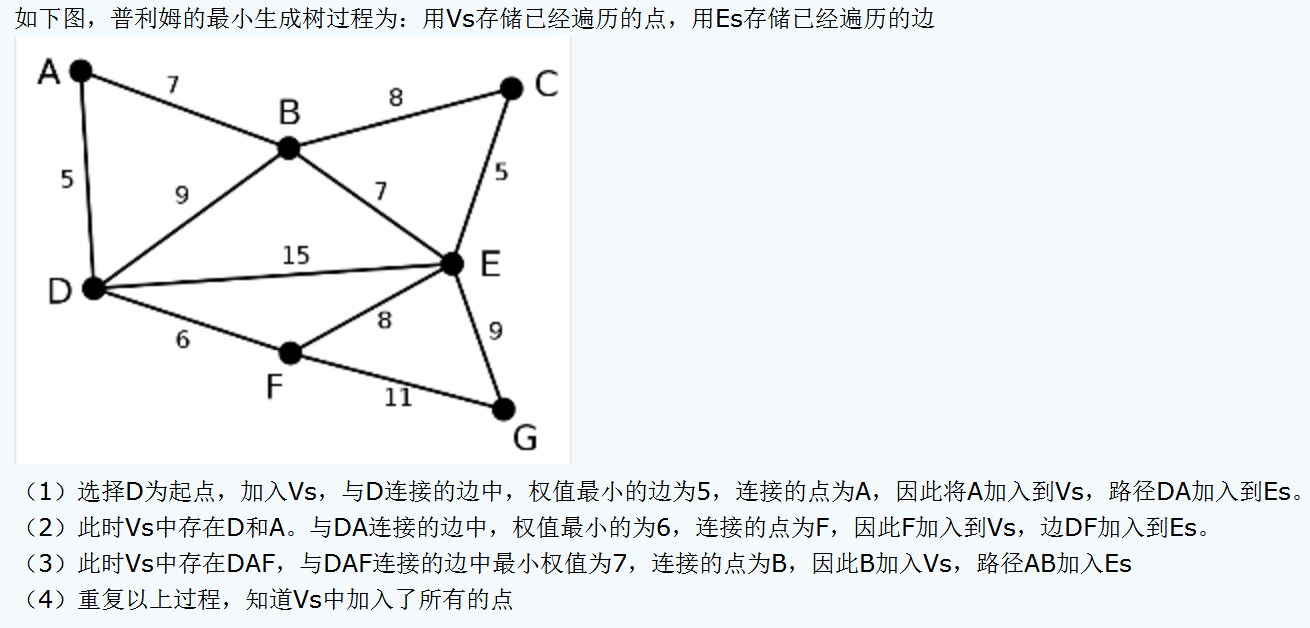 如下图，普利姆的最小生成树过程为：用Vs存储已经遍历的点，用Es存储已经遍历的边
A
7
C
8
B
5
5
9
7
15
E
D
6
8
9
F
11
G
（1）选择D为起点，加入Vs，与D连接的边中，权值最小的边为5，连接的点为A，因此将A加入到Vs，路径DA加入到Es。
（2）此时Vs中存在D和A。与DA连接的边中，权值最小的为6，连接的点为F，因此F加入到Vs，边DF加入到Es。
（3）此时Vs中存在DAF，与DAF连接的边中最小权值为7，连接的点为B，因此B加入Vs，路径AB加入Es
（4）重复以上过程，知道Vs中加入了所有的点